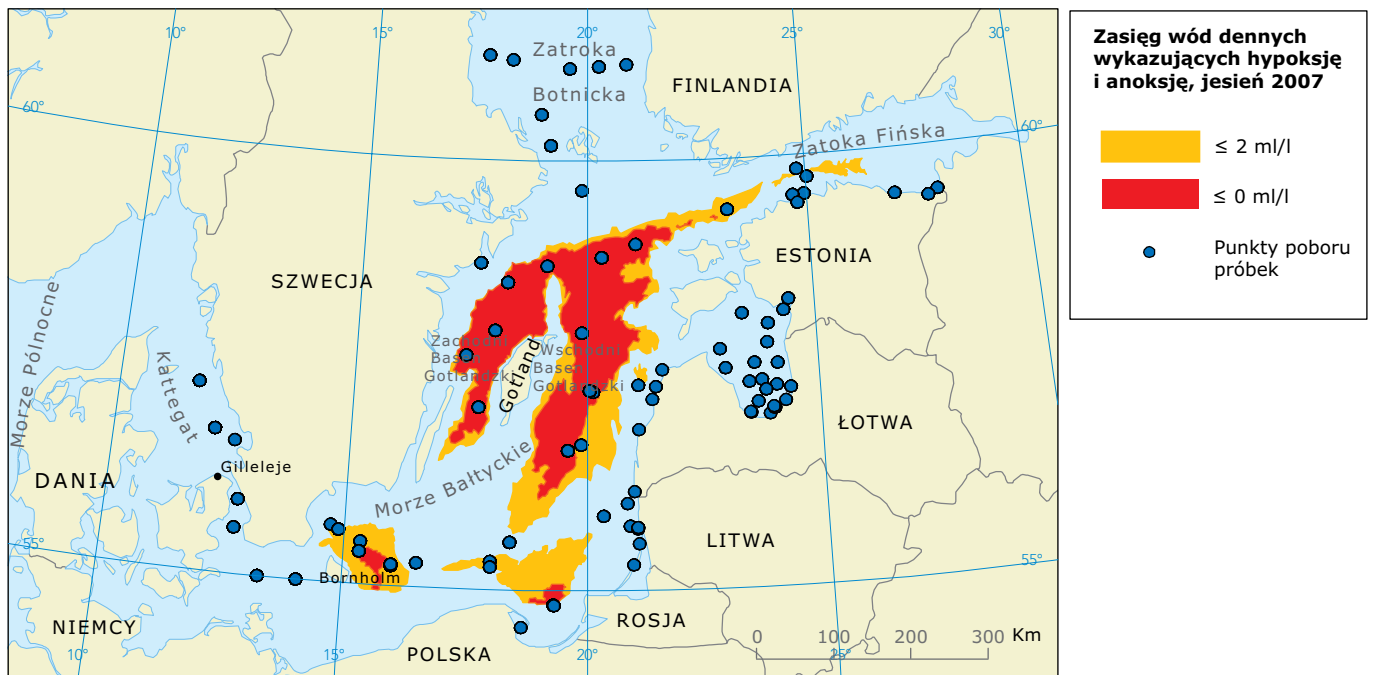 10°
15°
20°
25°
30°
Zatroka
Botnicka
FINLANDIA
60°
60°
Zatoka Fińska
ESTONIA
SZWECJA
Morze Północne
Kattegat
Zachodni
Basen
Gotlandzki
Gotland
Wschodni
Basen
Gotlandzki
ŁOTWA
Gilleleje
DANIA
Morze Bałtyckie
LITWA
55°
55°
Bornholm
ROSJA
NIEMCY
POLSKA
10°
15°
20°
25°
0 100 200 300 Km
Zasięg wód dennych
wykazujących hypoksję
i anoksję, jesień 2007
≤ 2 ml/l
≤ 0 ml/l
Punkty poboru
próbek